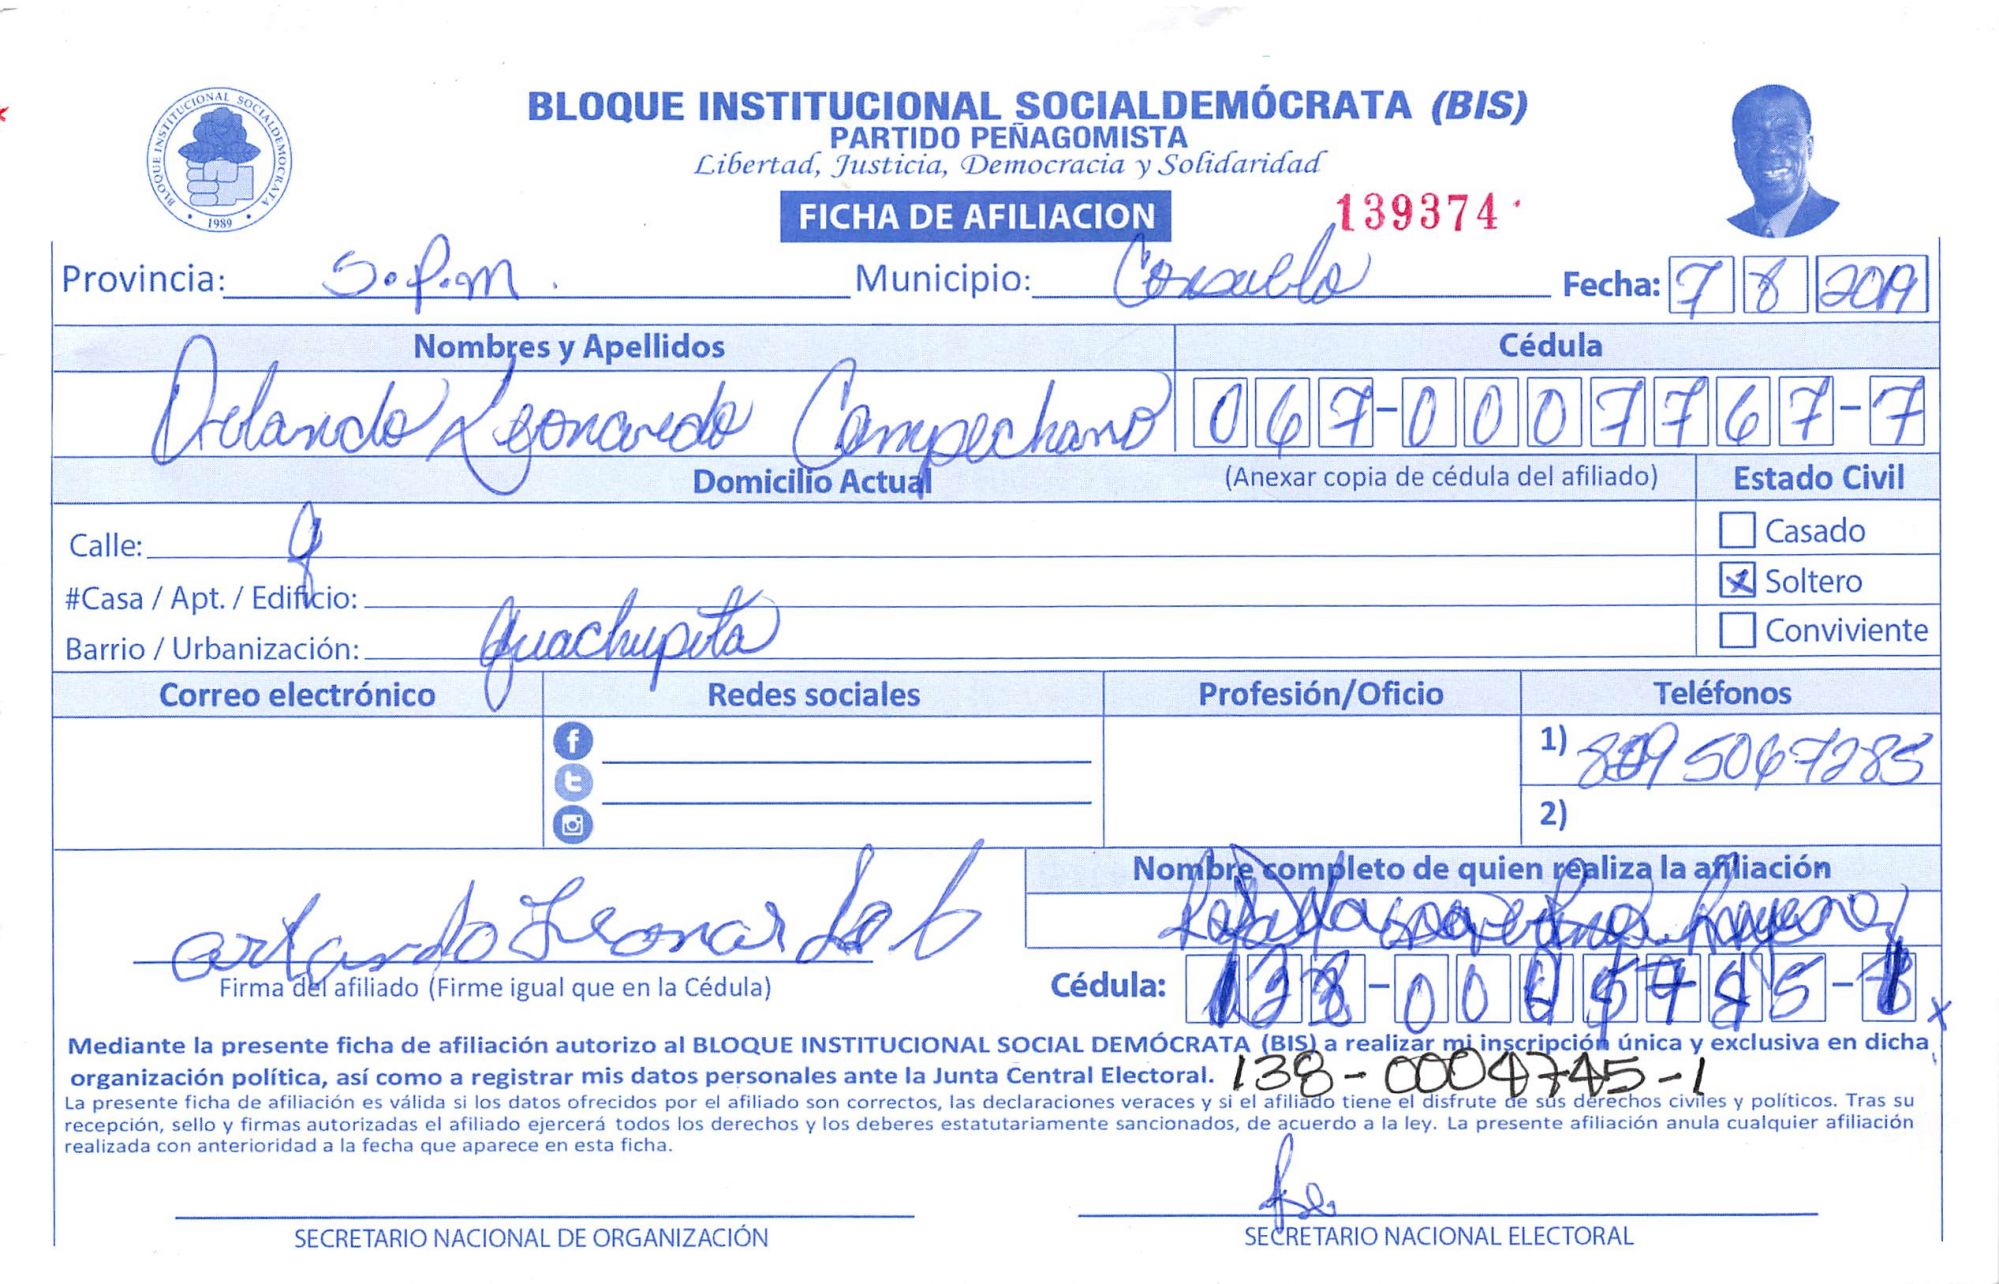 BLOQUE INSTITUCIONAL SOCIALDEMÓCRATA (BIS)
PARTIDO PEÑAGOMISTA
Libertad, Justicia, Democracia y Solidaridad
BLOQUE INSTITUCIONAL SOCIALDEMOCRATA
1989
FICHA DE AFILIACION 139374
Provincia: S.P.M. Municipio: Consuelo Fecha: 7 8 2019
Nombres y Apellidos Cédula
Orlando Leonardo Campechano 067-0007767-7
Domicilio Actual (Anexar copia de cédula del afiliado) Estado Civil
Calle: 9 Casado
#Casa / Apt. / Edificio: Soltero
Barrio / Urbanización: Guachupita Conviviente
Correo electrónico Redes sociales Profesión/Oficio Teléfonos
1) 829 5067285
2)
Nombre completo de quien realiza la afiliación
orlando Leonardo C
Firma del afiliado (Firme igual que en la Cédula) Cédula:
Mediante la presente ficha de afiliación autorizo al BLOQUE INSTITUCIONAL SOCIAL DEMÓCRATA (BIS) a realizar mi inscripción única y exclusiva en dicha
organización política, así como a registrar mis datos personales ante la Junta Central Electoral. 138-0004745-1
La presente ficha de afiliación es válida si los datos ofrecidos por el afiliado son correctos, las declaraciones veraces y si el afiliado tiene el disfrute de sus derechos civiles y políticos. Tras su
recepción, sello y firmas autorizadas el afiliado ejercerá todos los derechos y los deberes estatutariamente sancionados, de acuerdo a la ley. La presente afiliación anula cualquier afiliación
realizada con anterioridad a la fecha que aparece en esta ficha.
SECRETARIO NACIONAL DE ORGANIZACIÓN SECRETARIO NACIONAL ELECTORAL